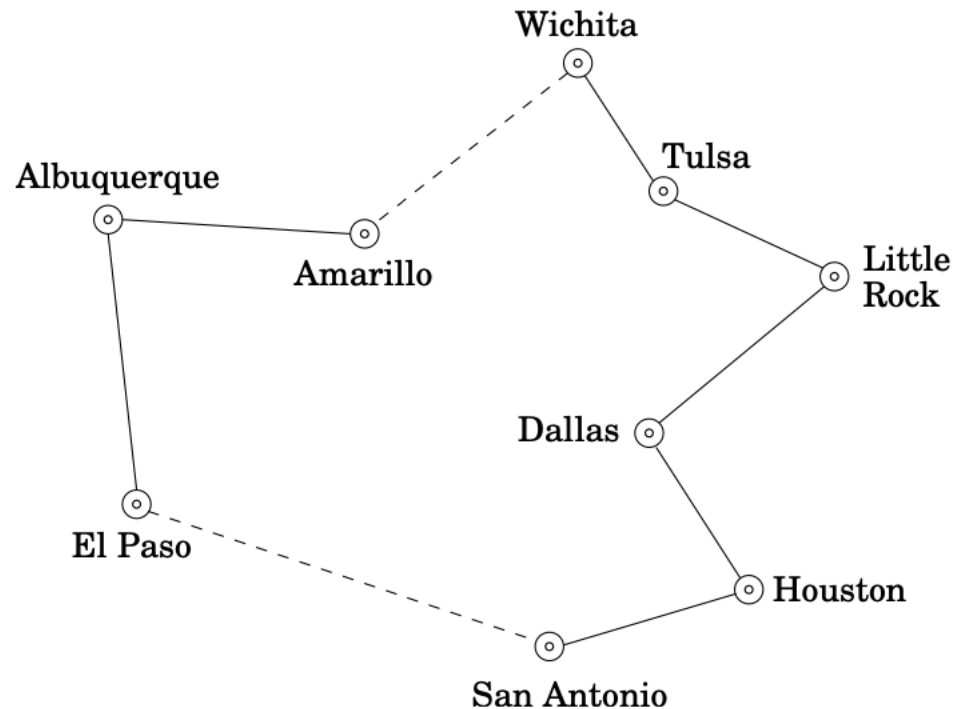 Wichita
Tulsa
Albuquerque
Amarillo
Little
Rock
Dallas
El Paso
Houston
San Antonio